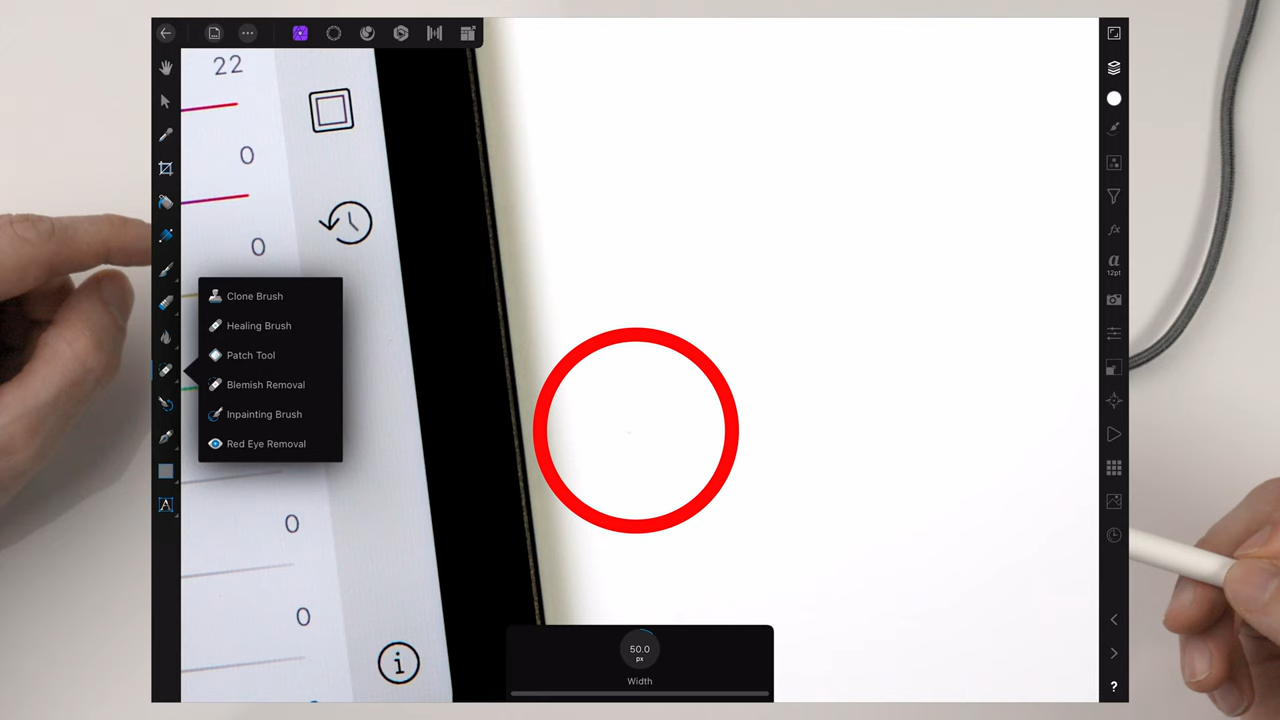 22
0
0
Clone Brush
Healing Brush
Patch Tool
Blemish Removal
Inpainting Brush
Red Eye Removal
0
0
i
A
a
12pt
?
50.0
px
Width